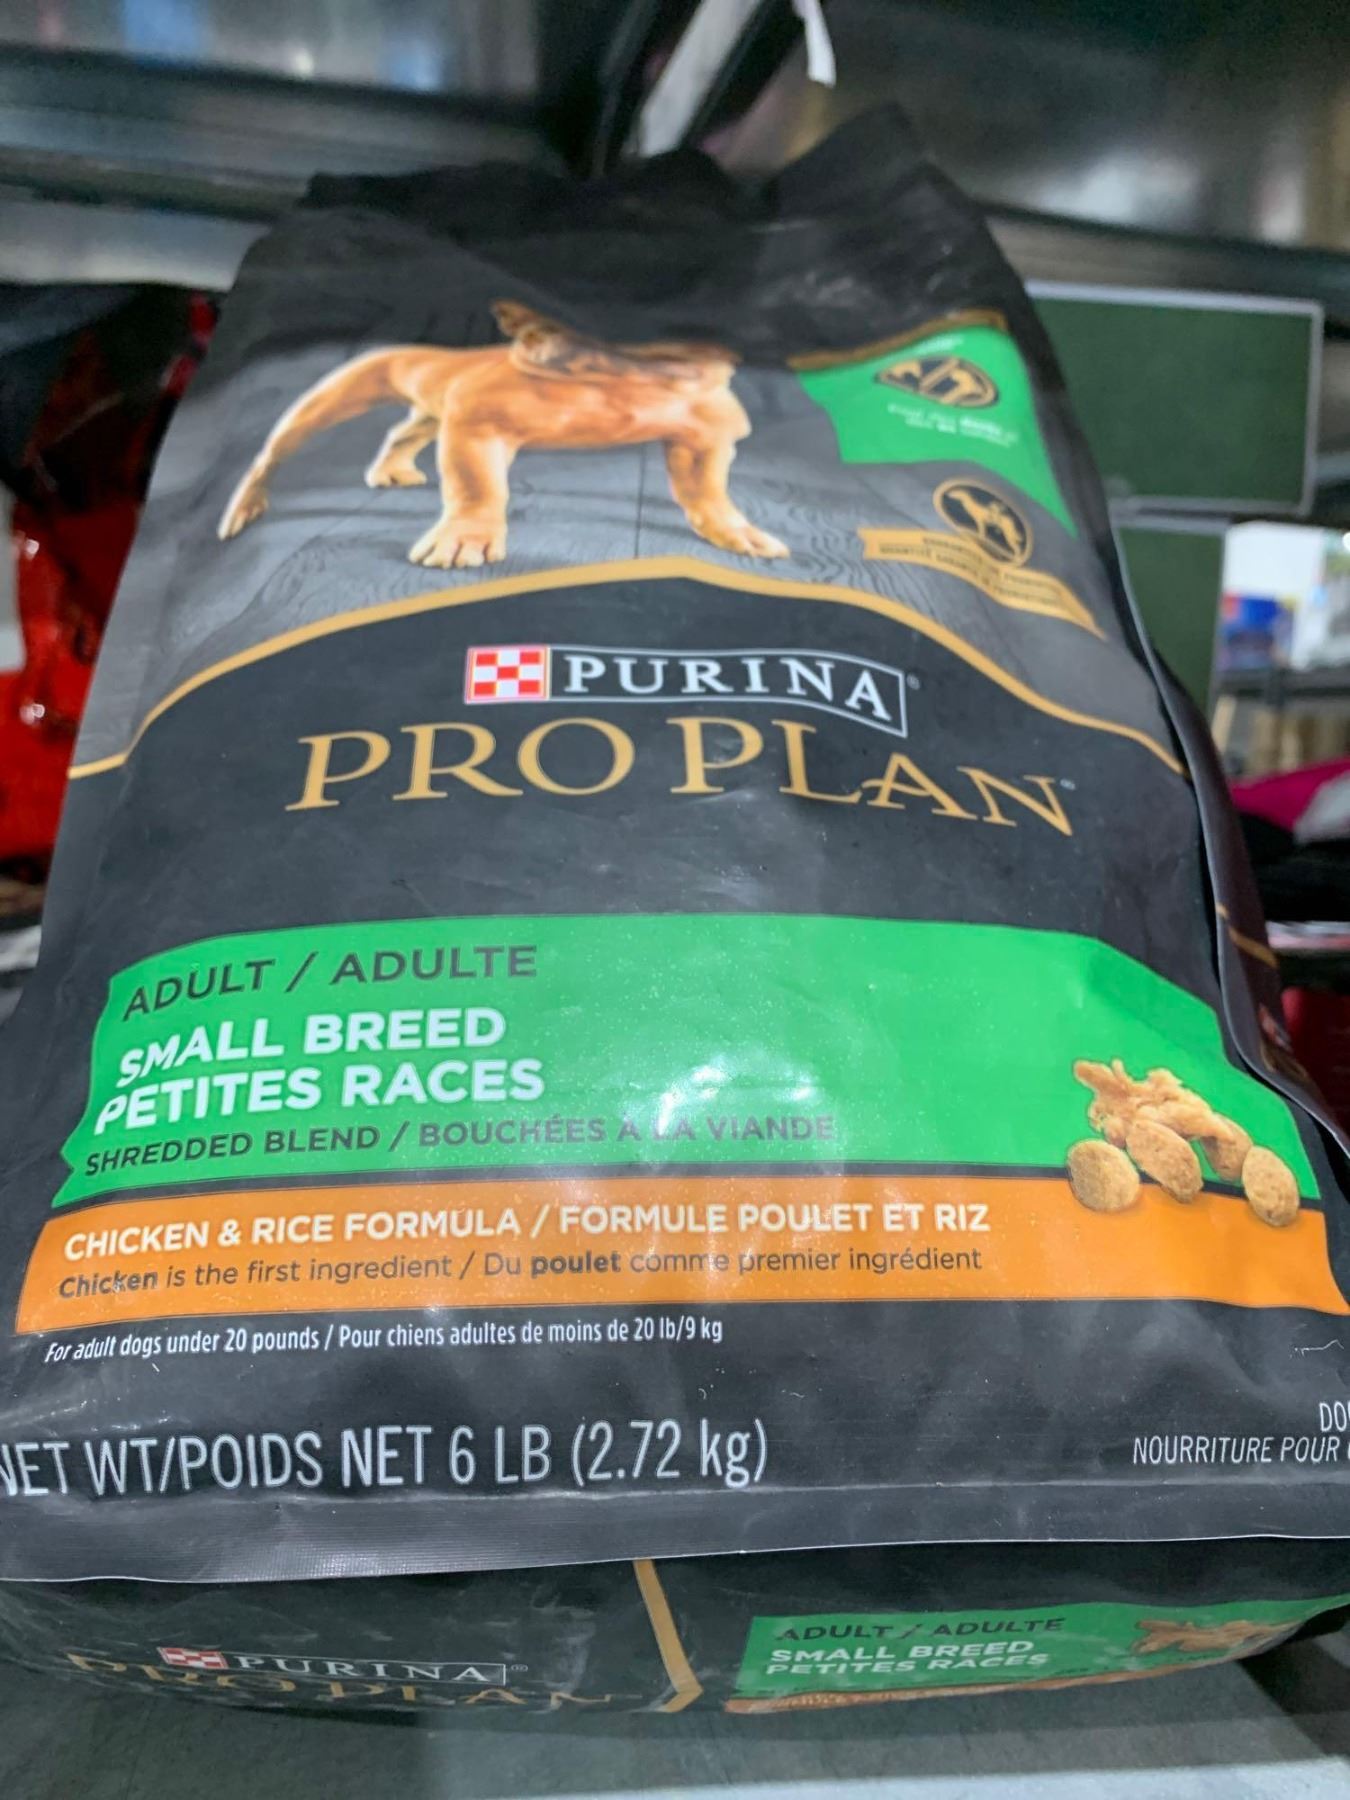 PURINA
PRO PLAN
ADULT / ADULTE
SMALL BREED
PETITES RACES
SHREDDED BLEND / BOUCHÉES À LA VIANDE
CHICKEN & RICE FORMULA / FORMULE POULET ET RIZ
Chicken is the first ingredient / Du poulet comme premier ingrédient
For adult dogs under 20 pounds / Pour chiens adultes de moins de 20 lb/9 kg
NET WT/POIDS NET 6 LB (2.72 kg)
NOURRITURE POUR
PURINA
PRO PLAN
ADULT / ADULTE
SMALL BREED
PETITES RACES